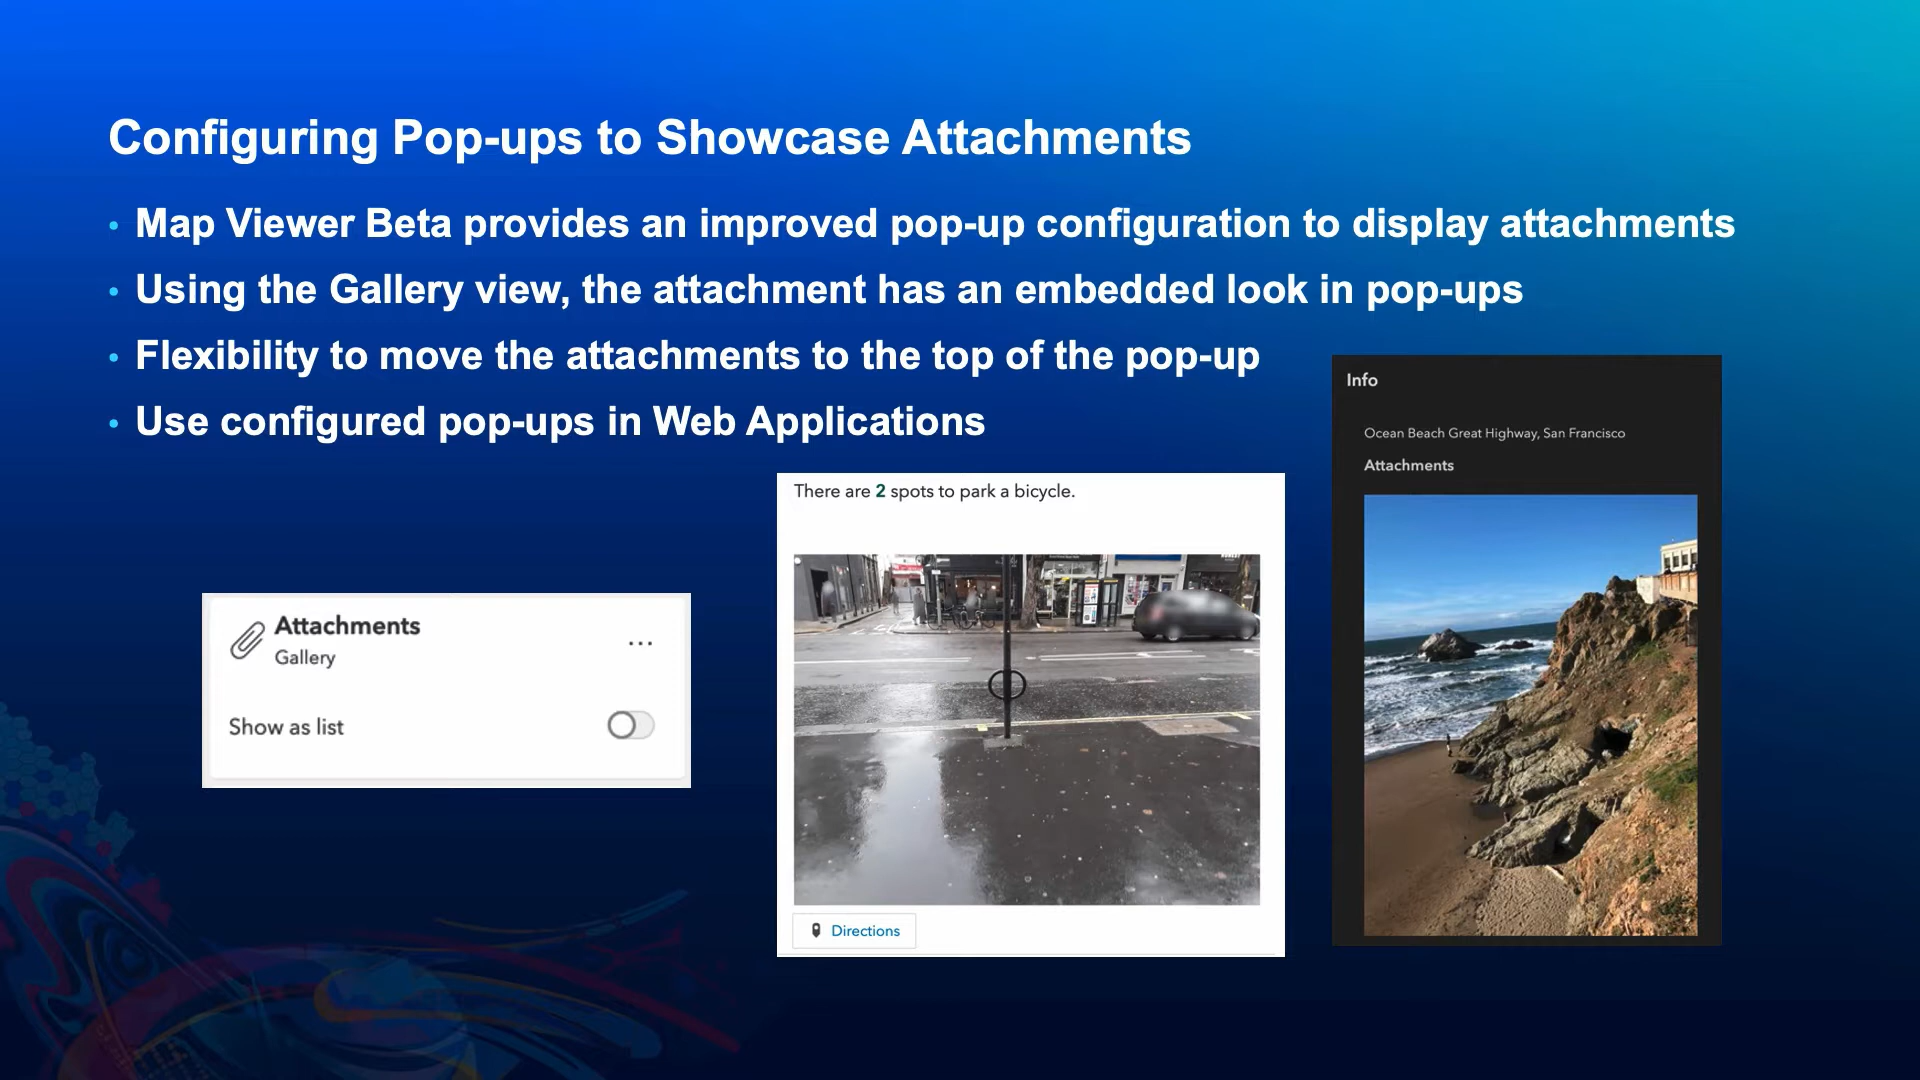 Configuring Pop-ups to Showcase Attachments
• Map Viewer Beta provides an improved pop-up configuration to display attachments
• Using the Gallery view, the attachment has an embedded look in pop-ups
• Flexibility to move the attachments to the top of the pop-up
• Use configured pop-ups in Web Applications
Attachments
Gallery
...
Show as list
There are 2 spots to park a bicycle.
Directions
Info
Ocean Beach Great Highway, San Francisco
Attachments